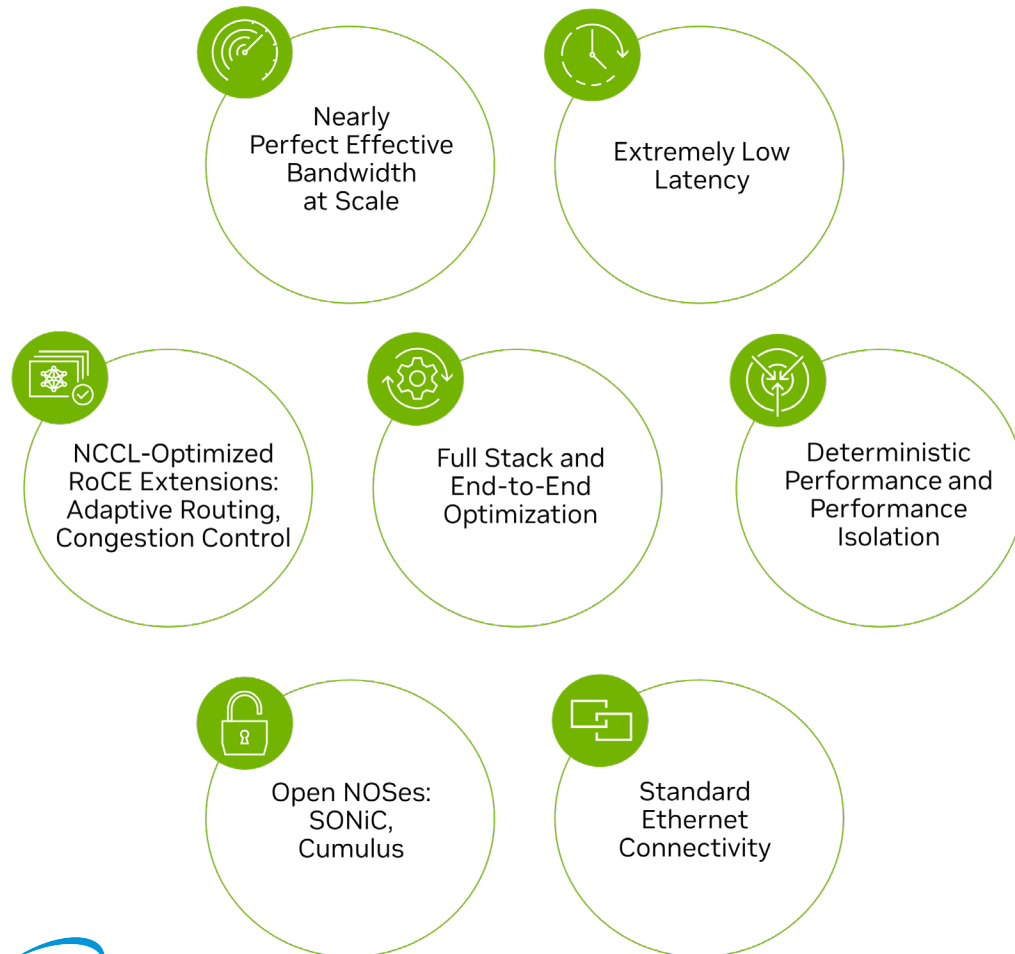 Nearly
Perfect Effective
Bandwidth
at Scale
Extremely Low
Latency
NCCL-Optimized
RoCE Extensions:
Adaptive Routing,
Congestion Control
Full Stack and
End-to-End
Optimization
Deterministic
Performance and
Performance
Isolation
Open NOSes:
SONiC,
Cumulus
Standard
Ethernet
Connectivity